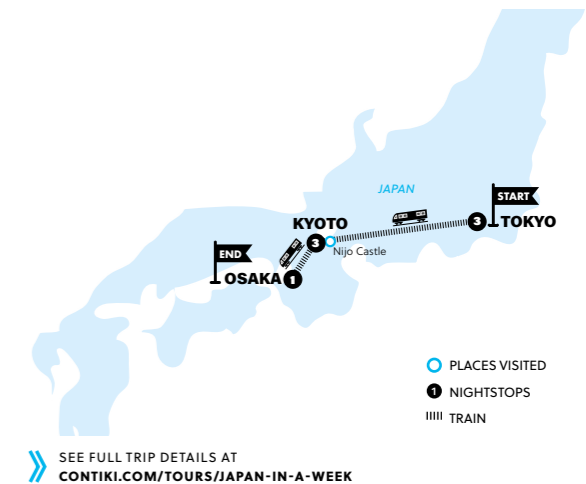 JAPAN
START
3
TOKYO
KYOTO
3
Nijo Castle
END
OSAKA
1
PLACES VISITED
1 NIGHTSTOPS
TRAIN
SEE FULL TRIP DETAILS AT
CONTIKI.COM/TOURS/JAPAN-IN-A-WEEK